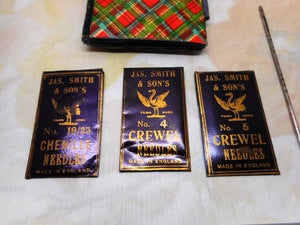 JAS. SMITH
& SON'S
TRADE MARK
No. 19/23
CHENILLE
NEEDLES
MADE IN ENGLAND
JAS. SMITH
& SON'S
TRADE MARK
No. 4
CREWEL
NEEDLES
MADE IN ENGLAND
JAS. SMITH
& SON'S
TRADE MARK
No. 5
CREWEL
NEEDLES
MADE IN ENGLAND